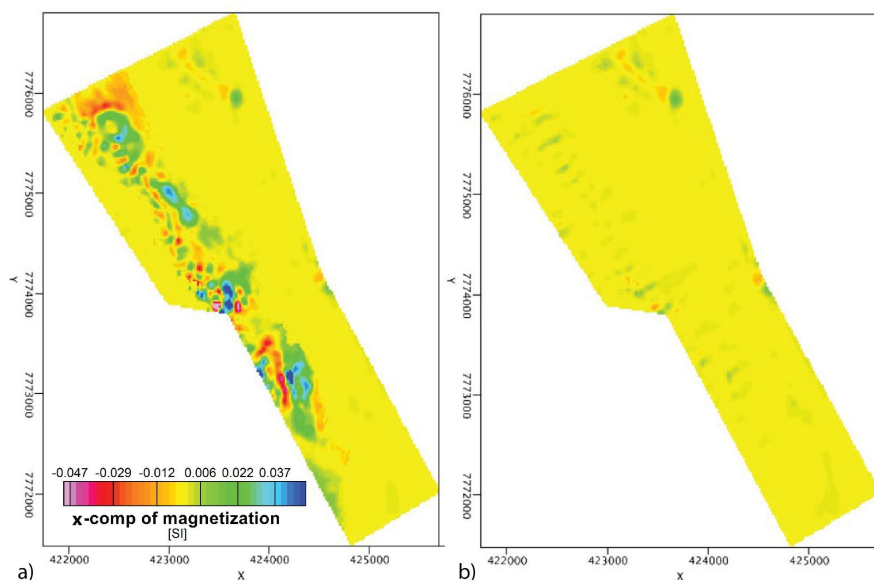 7776000
7775000
7774000
7773000
7772000
Y
-0.047 -0.029 -0.012 0.006 0.022 0.037
x-comp of magnetization
[SI]
422000 423000 424000 425000
X
a)
7776000
7775000
7774000
7773000
7772000
Y
422000 423000 424000 425000
X
b)